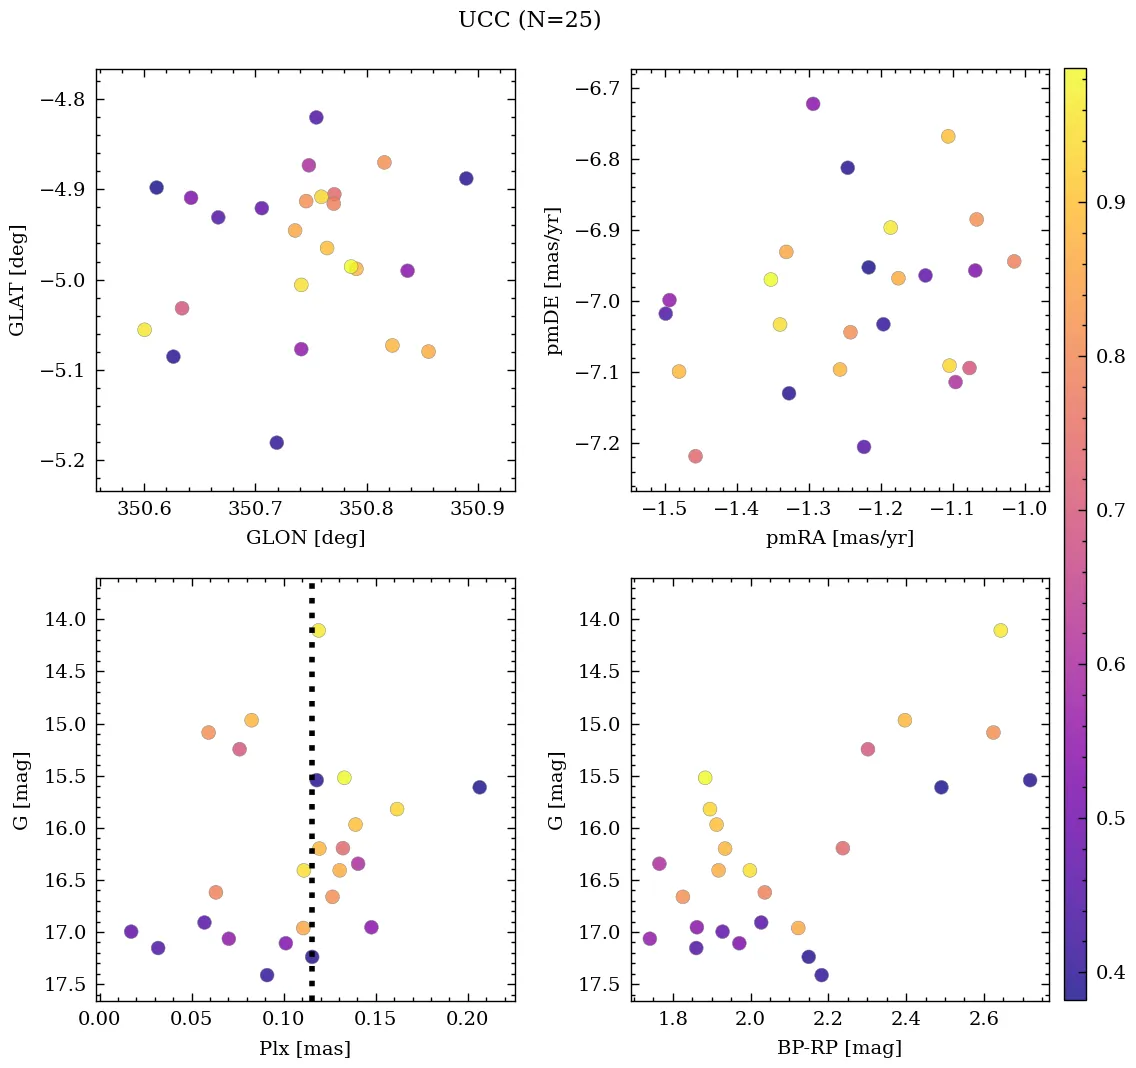 UCC (N=25)
−4.8
−4.9
−5.0
−5.1
−5.2
GLAT [deg]
350.6 350.7 350.8 350.9
GLON [deg]
−6.7
−6.8
−6.9
−7.0
−7.1
−7.2
pmDE [mas/yr]
−1.5 −1.4 −1.3 −1.2 −1.1 −1.0
pmRA [mas/yr]
14.0
14.5
15.0
15.5
16.0
16.5
17.0
17.5
G [mag]
0.00 0.05 0.10 0.15 0.20
Plx [mas]
14.0
14.5
15.0
15.5
16.0
16.5
17.0
17.5
G [mag]
1.8 2.0 2.2 2.4 2.6
BP-RP [mag]
0.9
0.8
0.7
0.6
0.5
0.4